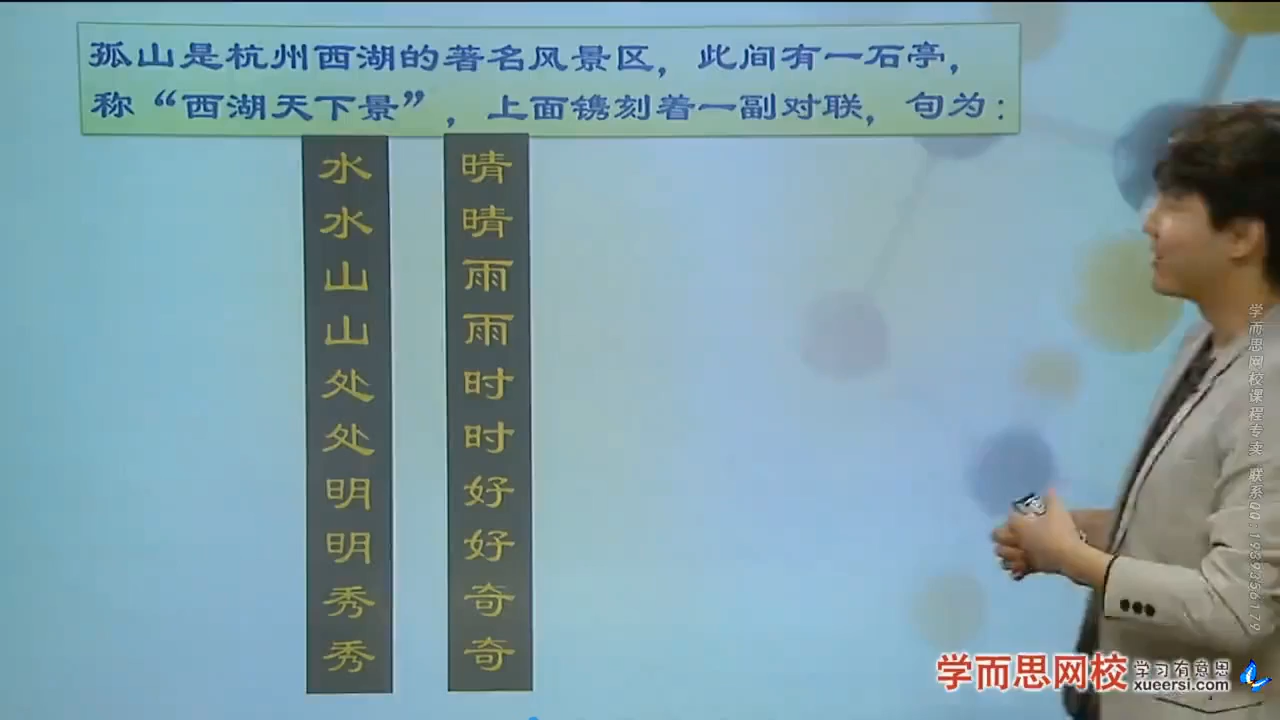 孤山是杭州西湖的著名风景区，此间有一石亭，
称“西湖天下景”，上面镌刻着一副对联，句为：
水水山山处处明明秀秀
晴晴雨雨时时好好奇奇
学而思网校课程专卖 联系QQ:1989356179
学而思网校
学习有意思
xueersi.com